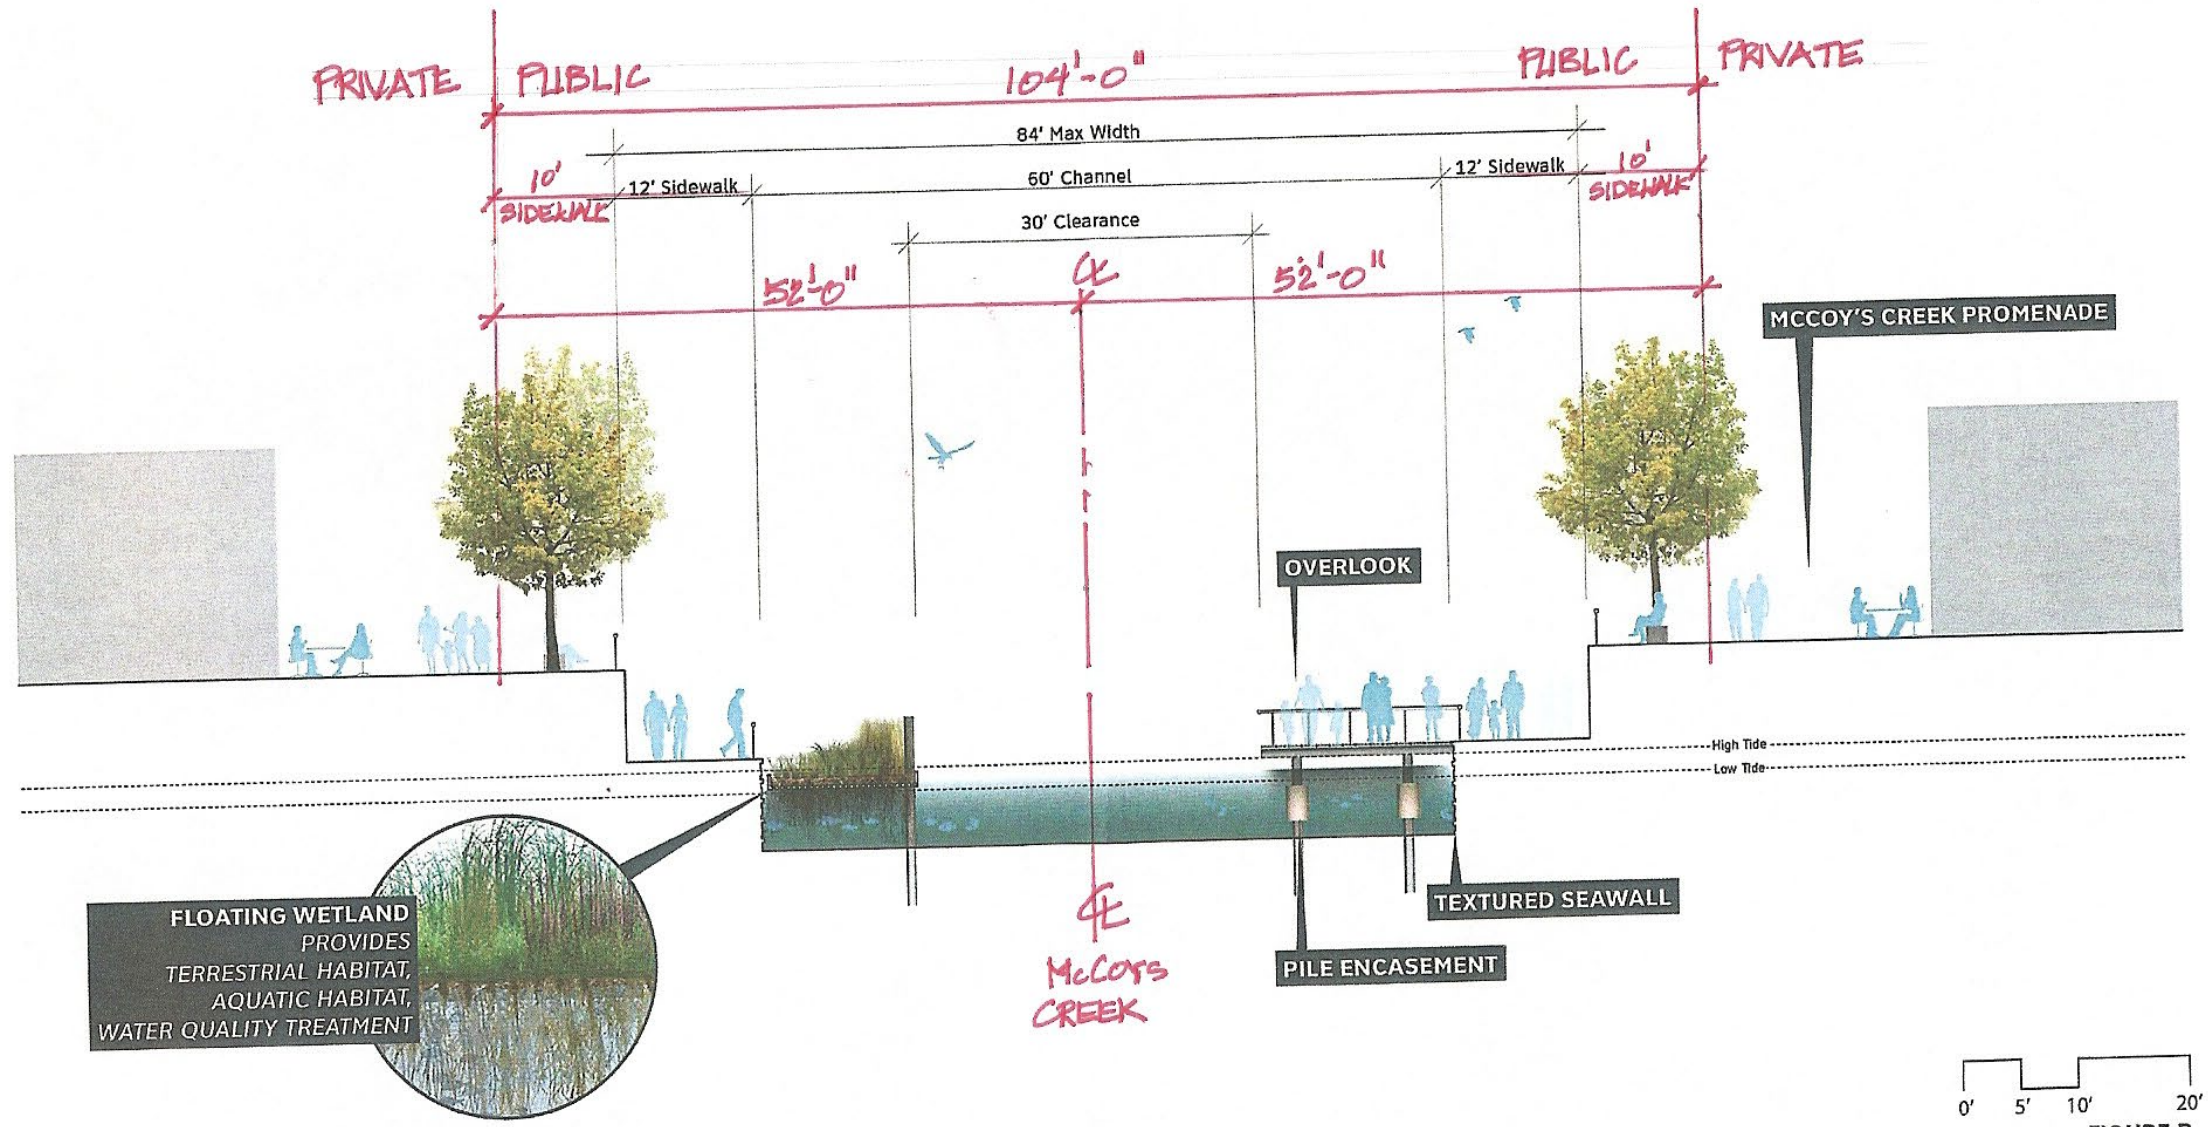 PRIVATE PUBLIC 104'-0" PUBLIC PRIVATE
84' Max Width
10' 12' Sidewalk 60' Channel 12' Sidewalk 10'
SIDEWALK SIDEWALK
30' Clearance
52'-0" CL 52'-0"
MCCOY'S CREEK PROMENADE
OVERLOOK
High Tide
Low Tide
FLOATING WETLAND
PROVIDES
TERRESTRIAL HABITAT,
AQUATIC HABITAT,
WATER QUALITY TREATMENT
TEXTURED SEAWALL
PILE ENCASEMENT
CL
McCoys
CREEK
0' 5' 10' 20'
FIGURE B